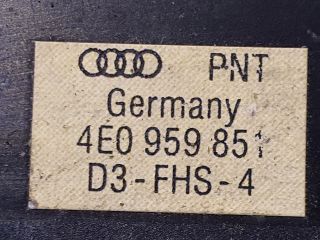 PNT
Germany
4E0 959 851
D3-FHS-4